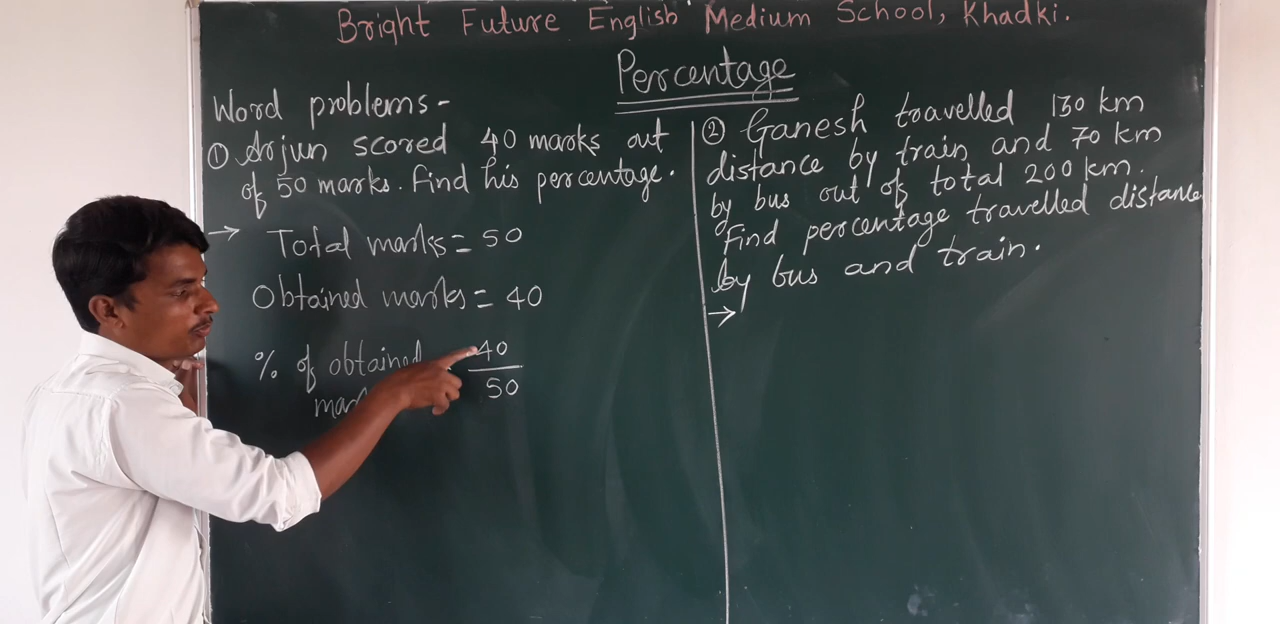 Bright Future English Medium School, Khadki.
Percentage
Word problems-
① Arjun scored 40 marks out
of 50 marks. Find his percentage.
→ Total marks = 50
Obtained marks = 40
% of obtained 40
50
② Ganesh travelled 130 km
distance by train and 70 km
by bus out of total 200 km.
Find percentage travelled distance
by bus and train.
→